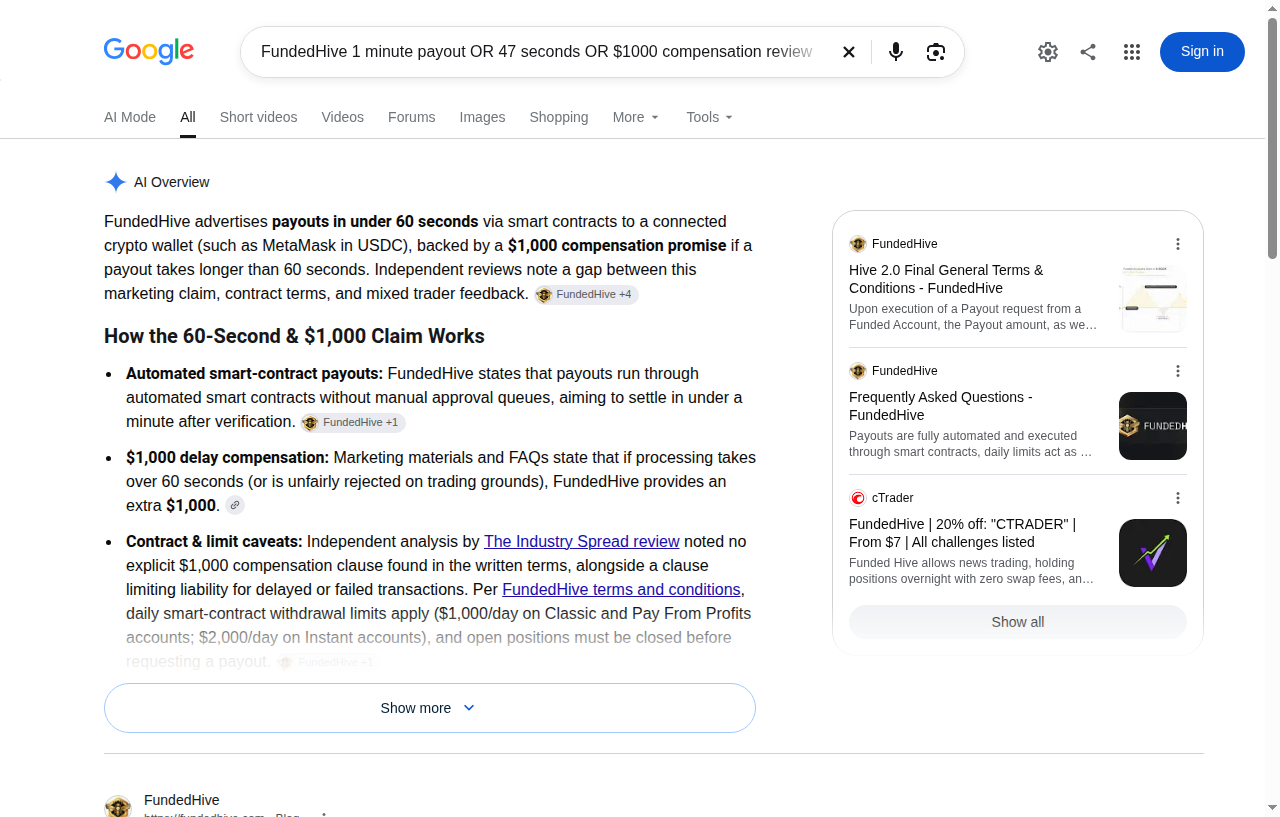 Google
FundedHive 1 minute payout OR 47 seconds OR $1000 compensation review
Sign in
AI Mode
All
Short videos
Videos
Forums
Images
Shopping
More
Tools
AI Overview
FundedHive advertises payouts in under 60 seconds via smart contracts to a connected
crypto wallet (such as MetaMask in USDC), backed by a $1,000 compensation promise if a
payout takes longer than 60 seconds. Independent reviews note a gap between this
marketing claim, contract terms, and mixed trader feedback. FundedHive +4
How the 60-Second & $1,000 Claim Works
• Automated smart-contract payouts: FundedHive states that payouts run through
automated smart contracts without manual approval queues, aiming to settle in under a
minute after verification. FundedHive +1
• $1,000 delay compensation: Marketing materials and FAQs state that if processing takes
over 60 seconds (or is unfairly rejected on trading grounds), FundedHive provides an
extra $1,000.
• Contract & limit caveats: Independent analysis by The Industry Spread review noted no
explicit $1,000 compensation clause found in the written terms, alongside a clause
limiting liability for delayed or failed transactions. Per FundedHive terms and conditions,
daily smart-contract withdrawal limits apply ($1,000/day on Classic and Pay From Profits
accounts; $2,000/day on Instant accounts), and open positions must be closed before
requesting a payout. FundedHive +1
Show more
FundedHive
Hive 2.0 Final General Terms &
Conditions - FundedHive
Upon execution of a Payout request from a
Funded Account, the Payout amount, as we…
FundedHive
Frequently Asked Questions -
FundedHive
Payouts are fully automated and executed
through smart contracts, daily limits act as …
FUNDEDH
cTrader
FundedHive | 20% off: "CTRADER" |
From $7 | All challenges listed
Funded Hive allows news trading, holding
positions overnight with zero swap fees, an…
Show all
FundedHive
https://fundedhive.com › Blog